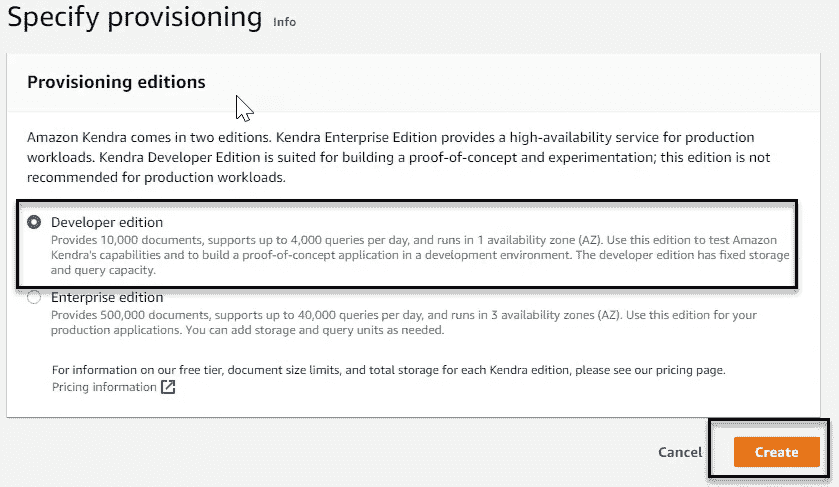 Specify provisioning Info
Provisioning editions
Amazon Kendra comes in two editions. Kendra Enterprise Edition provides a high-availability service for production
workloads. Kendra Developer Edition is suited for building a proof-of-concept and experimentation; this edition is not
recommended for production workloads.
Developer edition
Provides 10,000 documents, supports up to 4,000 queries per day, and runs in 1 availability zone (AZ). Use this edition to test Amazon
Kendra's capabilities and to build a proof-of-concept application in a development environment. The developer edition has fixed storage
and query capacity.
Enterprise edition
Provides 500,000 documents, supports up to 40,000 queries per day, and runs in 3 availability zones (AZ). Use this edition for your
production applications. You can add storage and query units as needed.
For information on our free tier, document size limits, and total storage for each Kendra edition, please see our pricing page.
Pricing information
Cancel Create